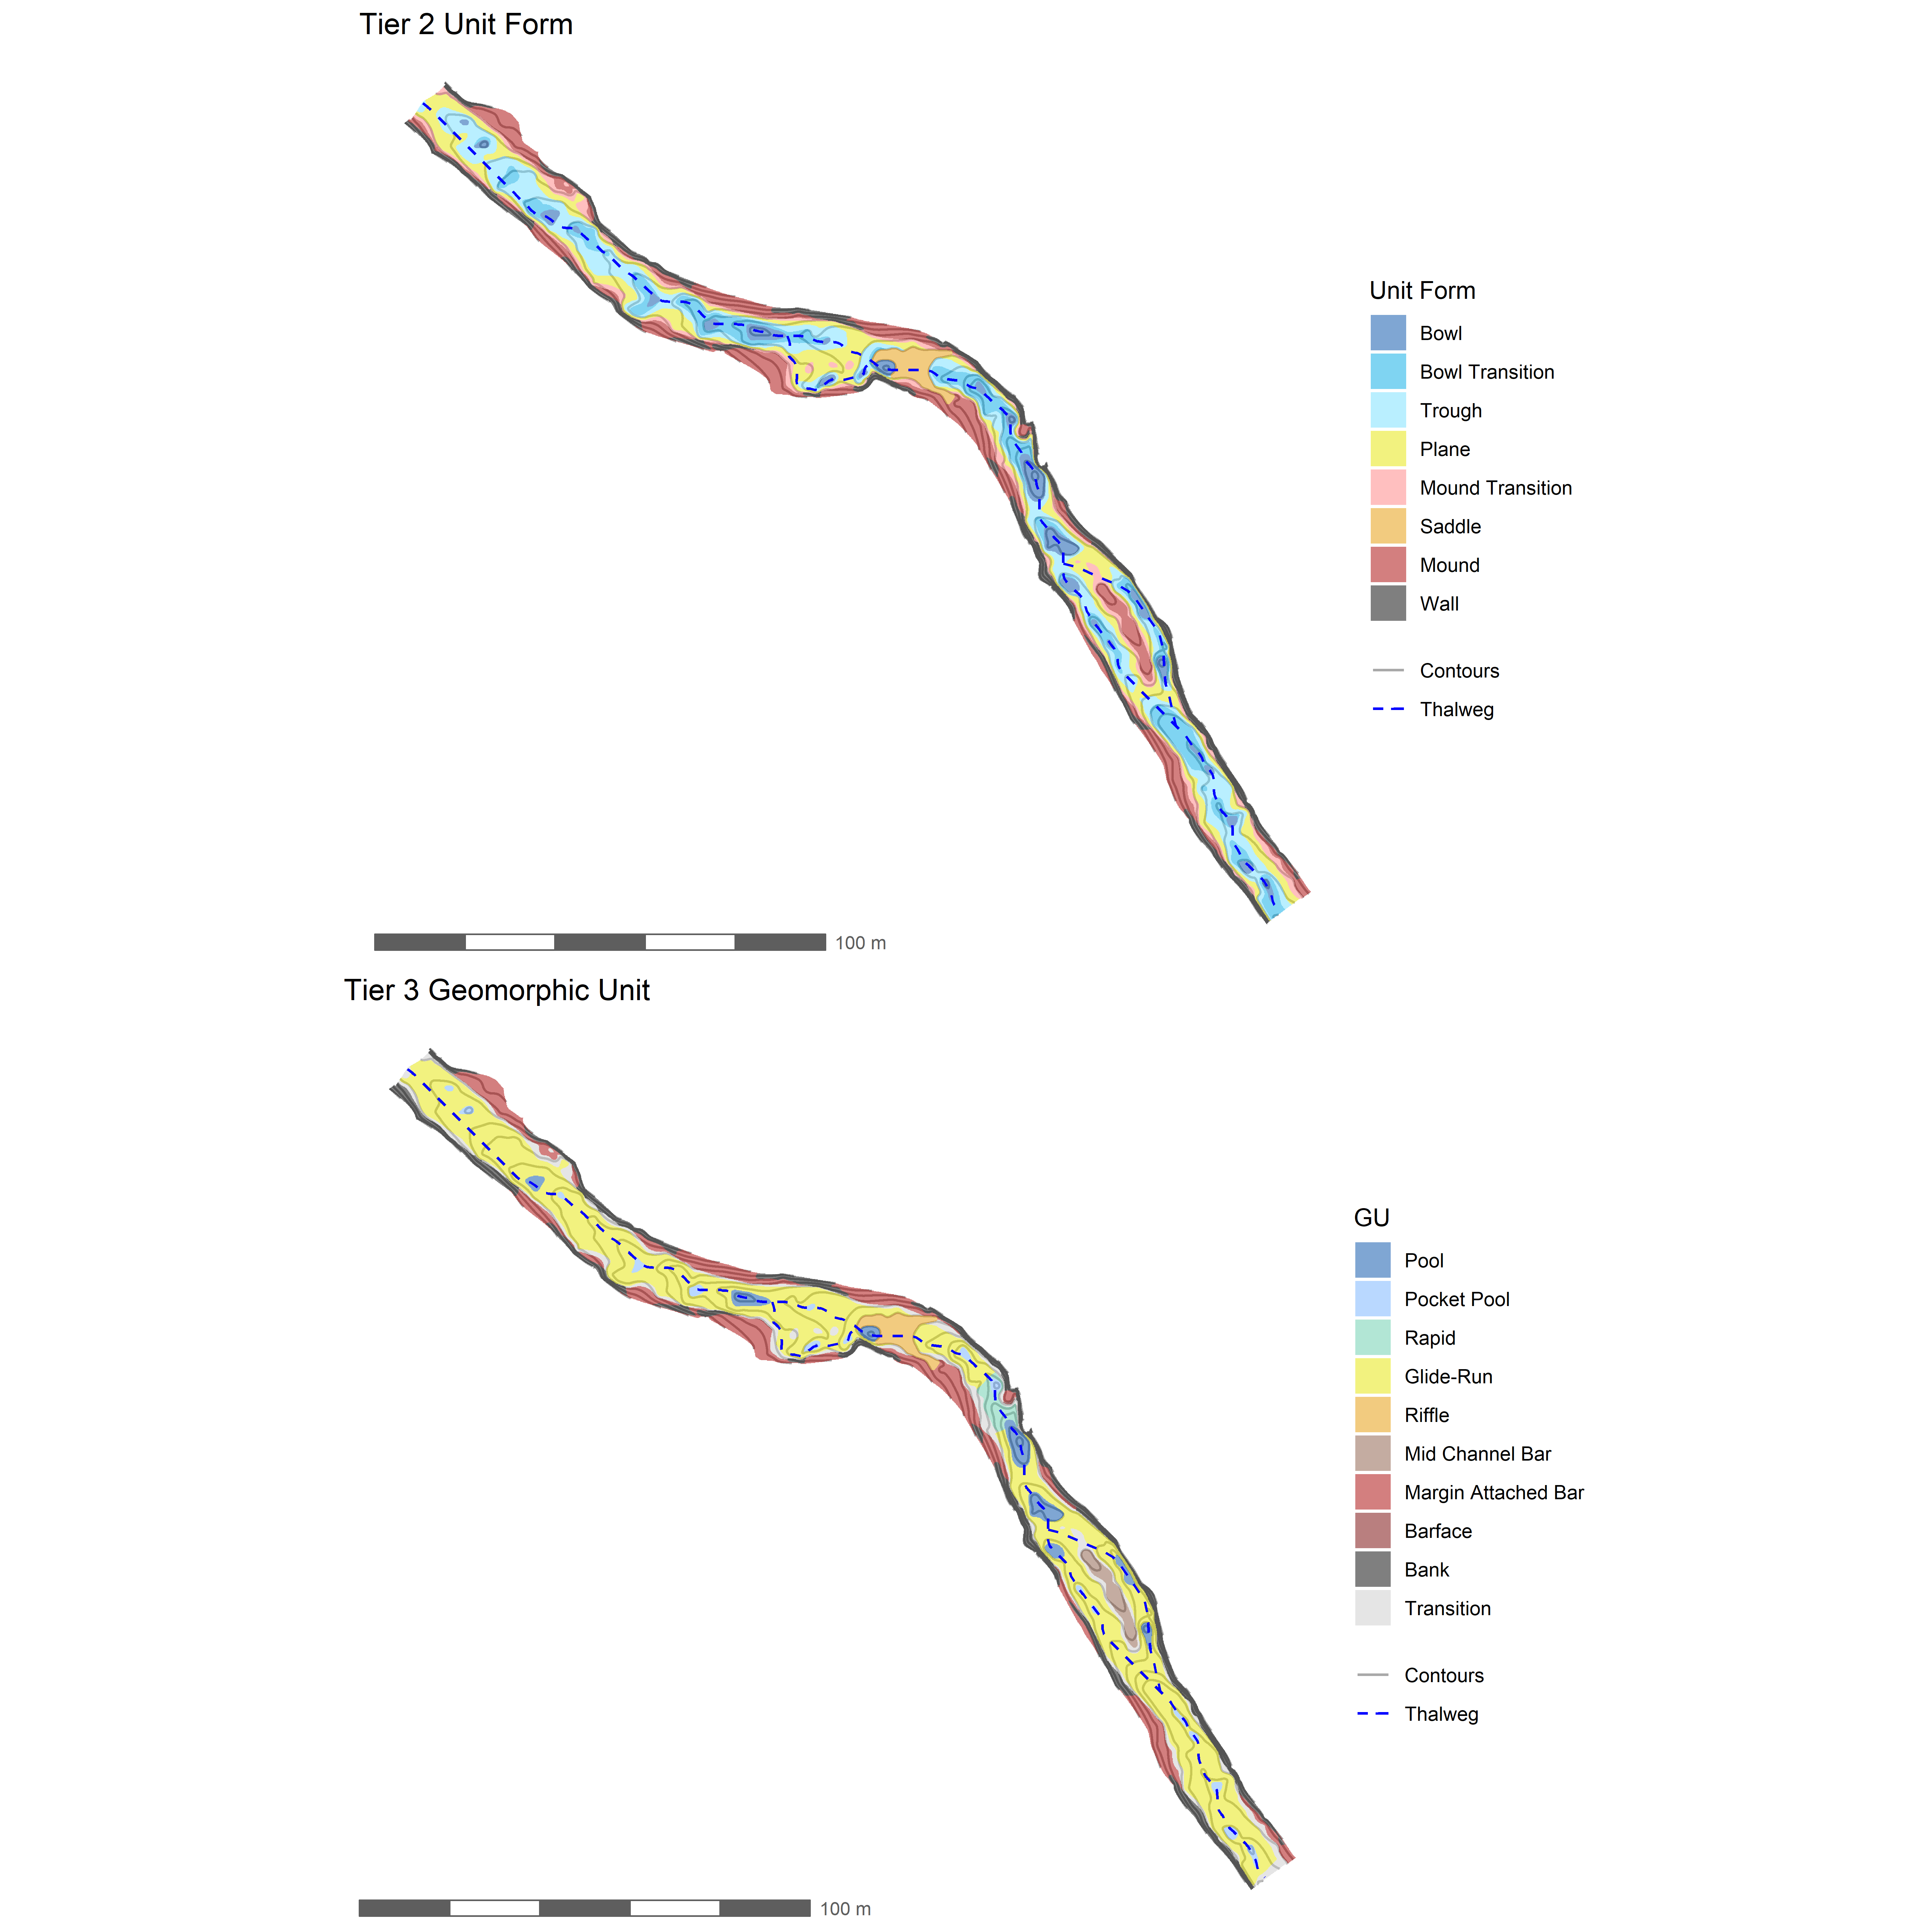 Tier 2 Unit Form
Unit Form
Bowl
Bowl Transition
Trough
Plane
Mound Transition
Saddle
Mound
Wall
Contours
Thalweg
100 m
Tier 3 Geomorphic Unit
GU
Pool
Pocket Pool
Rapid
Glide-Run
Riffle
Mid Channel Bar
Margin Attached Bar
Barface
Bank
Transition
Contours
Thalweg
100 m